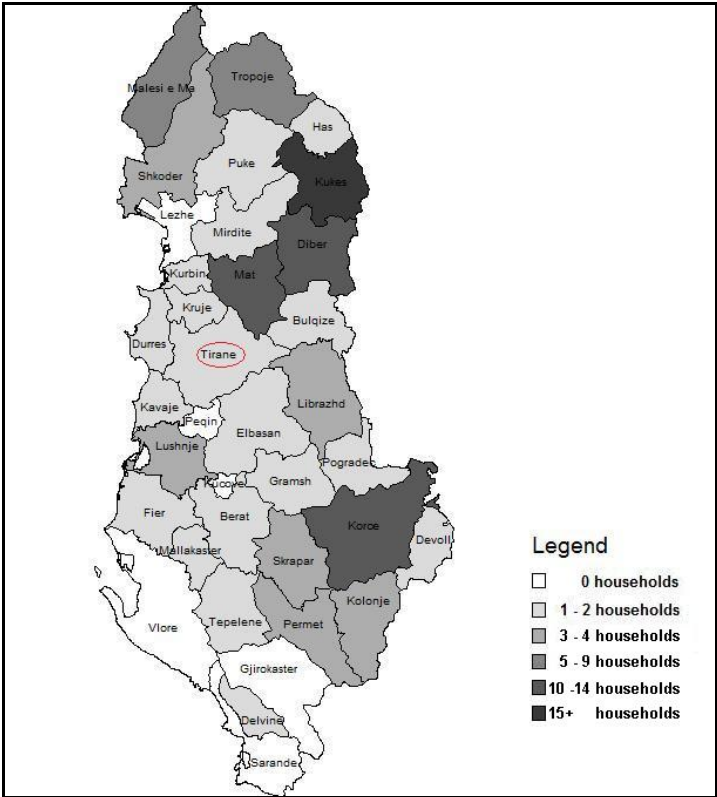 Malesi e Ma
Tropoje
Has
Puke
Shkoder
Kukes
Lezhe
Mirdite
Diber
Kurbin
Mat
Kruje
Bulqize
Durres
Tirane
Librazhd
Kavaje
Peqin
Elbasan
Lushnje
Pogradec
Gramsh
Kucove
Fier
Berat
Korce
Devoll
Mallakaster
Skrapar
Kolonje
Vlore
Tepelene
Permet
Gjirokaster
Delvine
Sarande
Legend
0 households
1 - 2 households
3 - 4 households
5 - 9 households
10 -14 households
15+ households